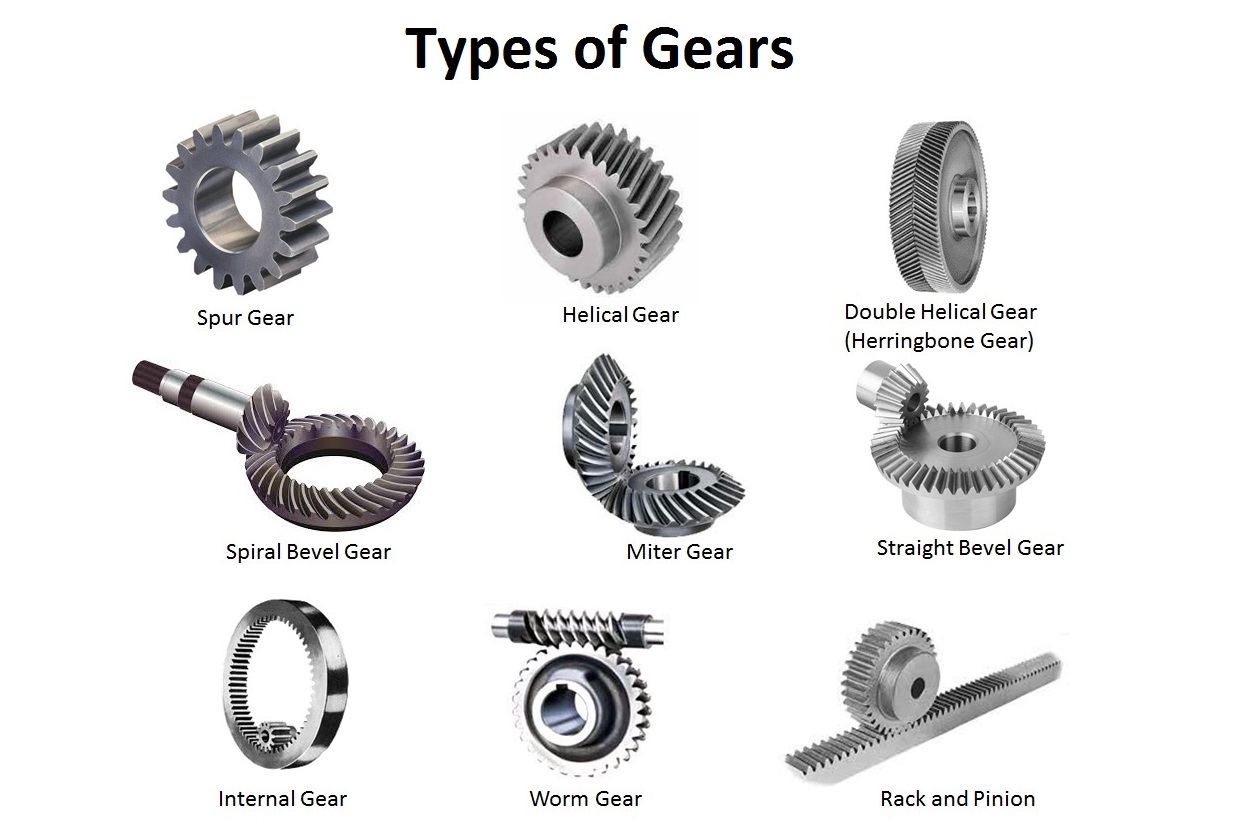 Types of Gears
Spur Gear
Helical Gear
Double Helical Gear
(Herringbone Gear)
Spiral Bevel Gear
Miter Gear
Straight Bevel Gear
Internal Gear
Worm Gear
Rack and Pinion